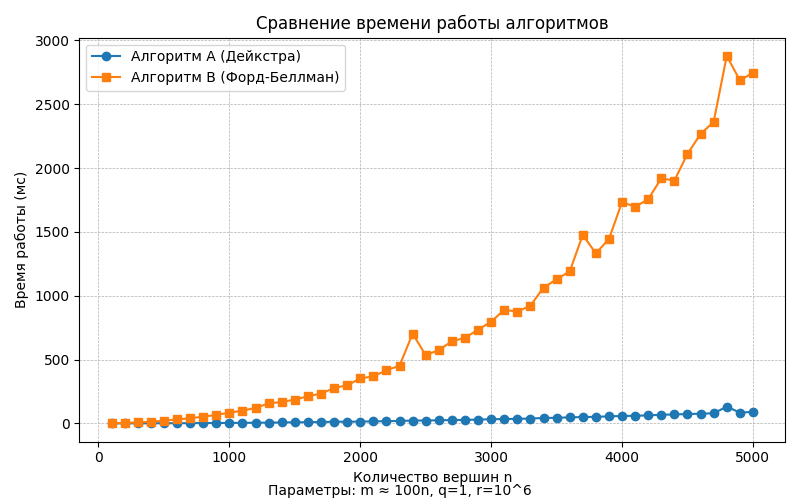 Сравнение времени работы алгоритмов
Алгоритм A (Дейкстра)
Алгоритм B (Форд-Беллман)
Время работы (мс)
3000
2500
2000
1500
1000
500
0
0
1000
2000
3000
4000
5000
Количество вершин n
Параметры: m ≈ 100n, q=1, r=10^6